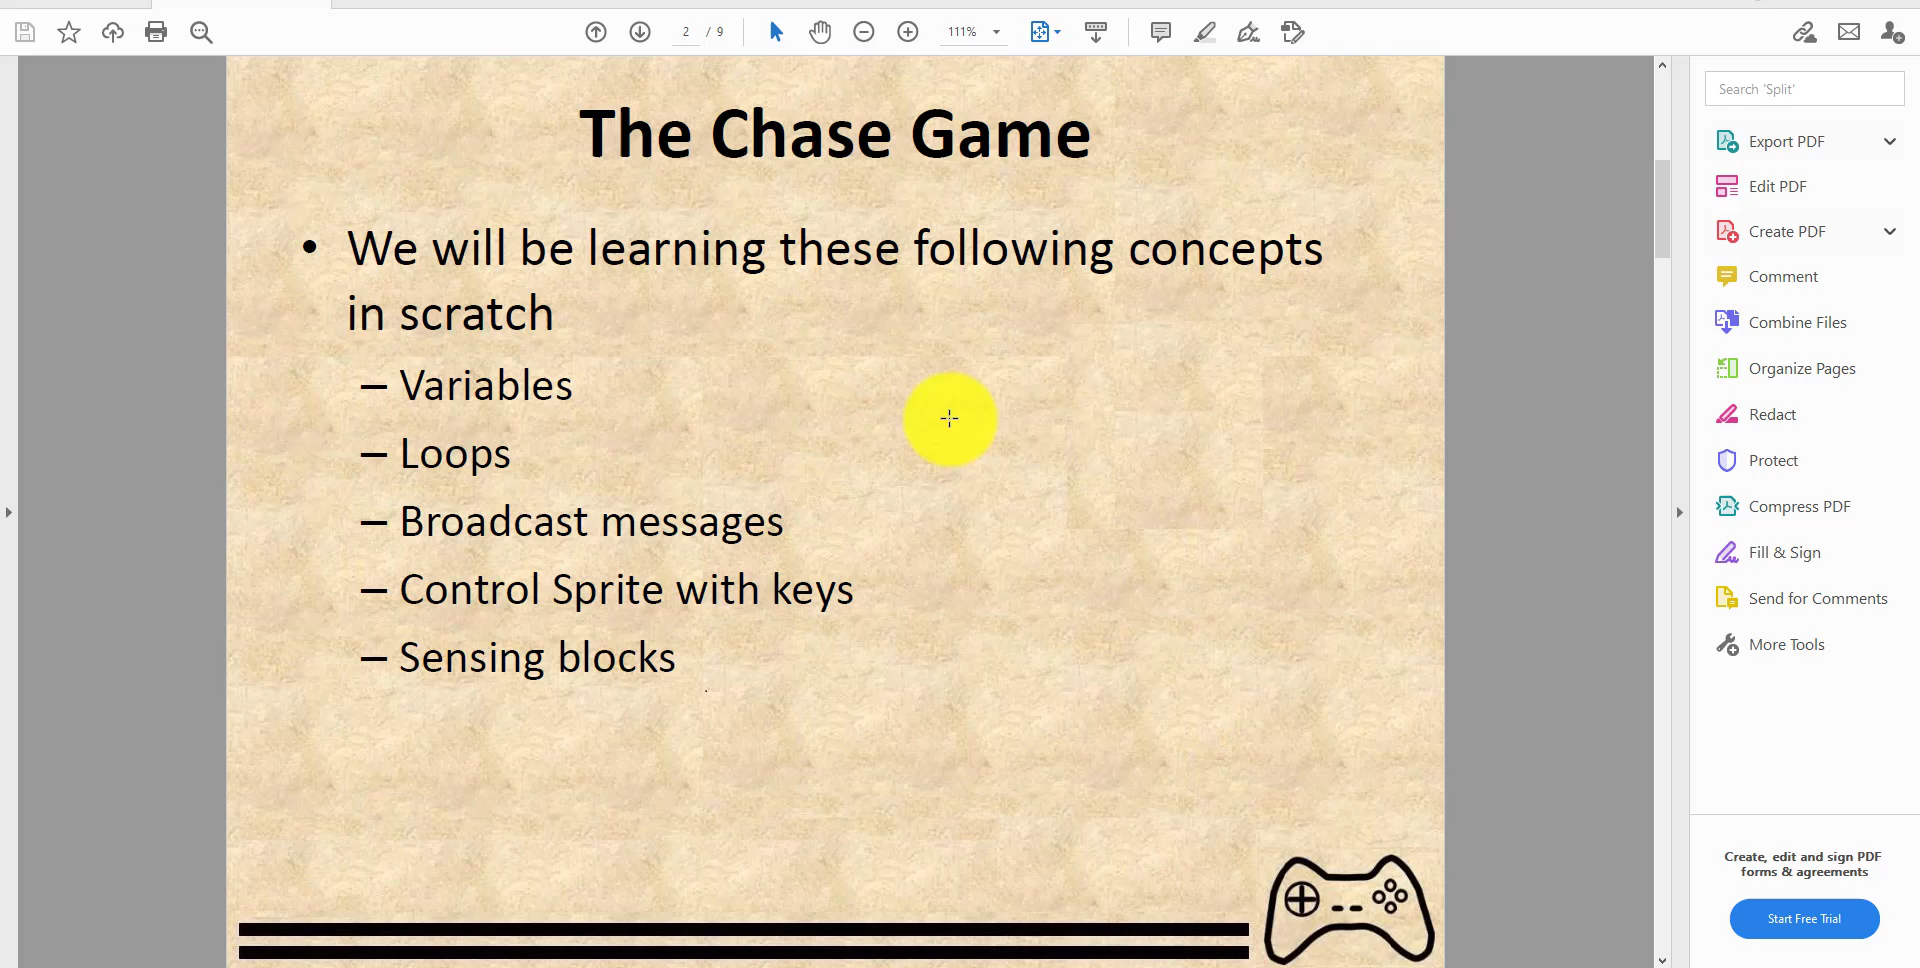 2 / 9
111%
The Chase Game
• We will be learning these following concepts
in scratch
– Variables
– Loops
– Broadcast messages
– Control Sprite with keys
– Sensing blocks
Search 'Split'
Export PDF
Edit PDF
Create PDF
Comment
Combine Files
Organize Pages
Redact
Protect
Compress PDF
Fill & Sign
Send for Comments
More Tools
Create, edit and sign PDF
forms & agreements
Start Free Trial